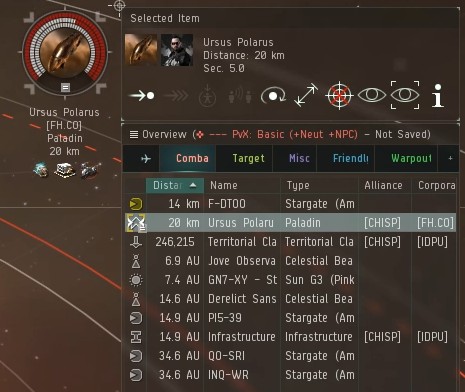 Selected Item
Ursus Polarus
Distance: 20 km
Sec. 5.0
Ursus Polarus
[FH.CO]
Paladin
20 km
Overview (--- PvX: Basic (+Neut +NPC) - Not Saved)
Comba Target Misc Friendly Warpout +
Distan Name Type Alliance Corpora
14 km F-DTOO Stargate (Am
20 km Ursus Polaru Paladin [CHISP] [FH.CO]
246,215 Territorial Cla Territorial Cla [CHISP] [IDPU]
6.9 AU Jove Observa Celestial Bea
7.4 AU GN7-XY - St Sun G3 (Pink
14.6 AU Derelict Sans Celestial Bea
14.9 AU PI5-39 Stargate (Am
14.9 AU Infrastructure Infrastructure [CHISP] [IDPU]
34.6 AU QO-SRI Stargate (Am
34.6 AU INQ-WR Stargate (Am